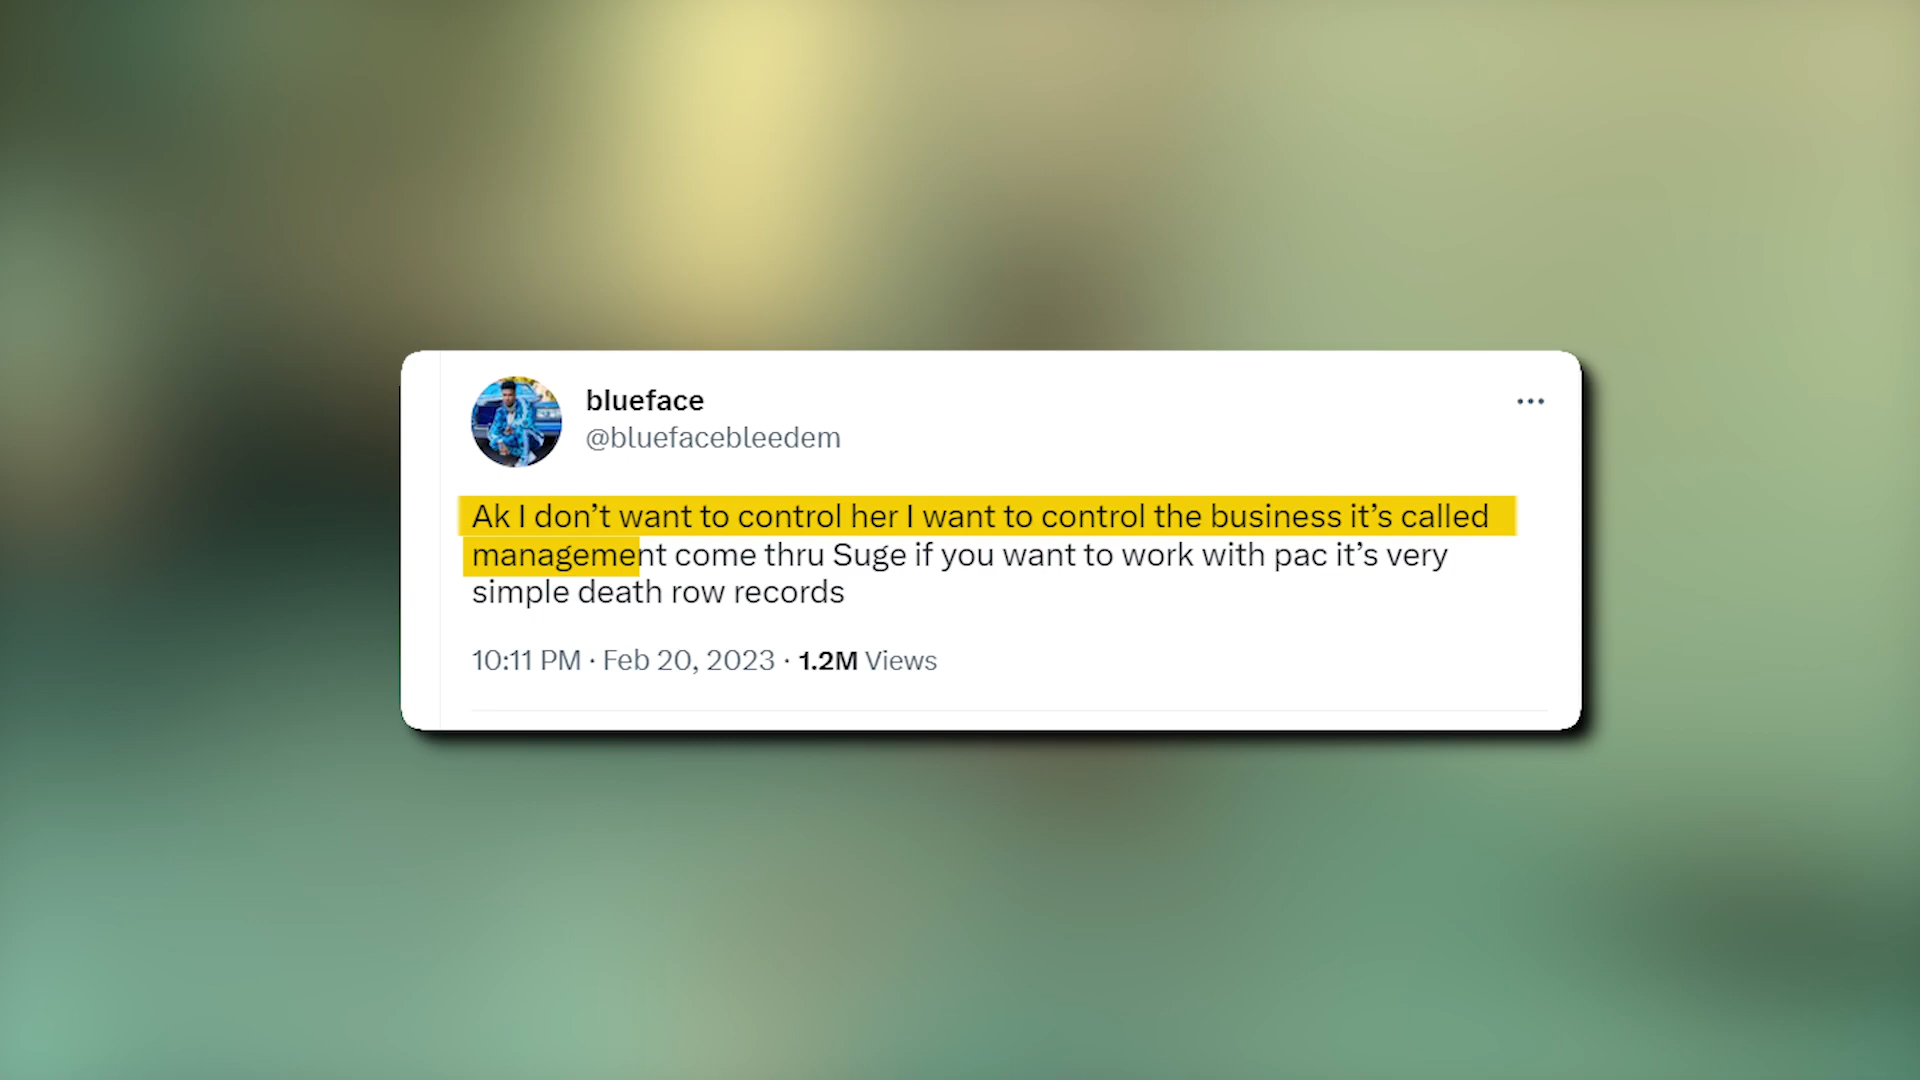 blueface
@bluefacebleedem
Ak I don’t want to control her I want to control the business it’s called
management come thru Suge if you want to work with pac it’s very
simple death row records
10:11 PM · Feb 20, 2023 · 1.2M Views